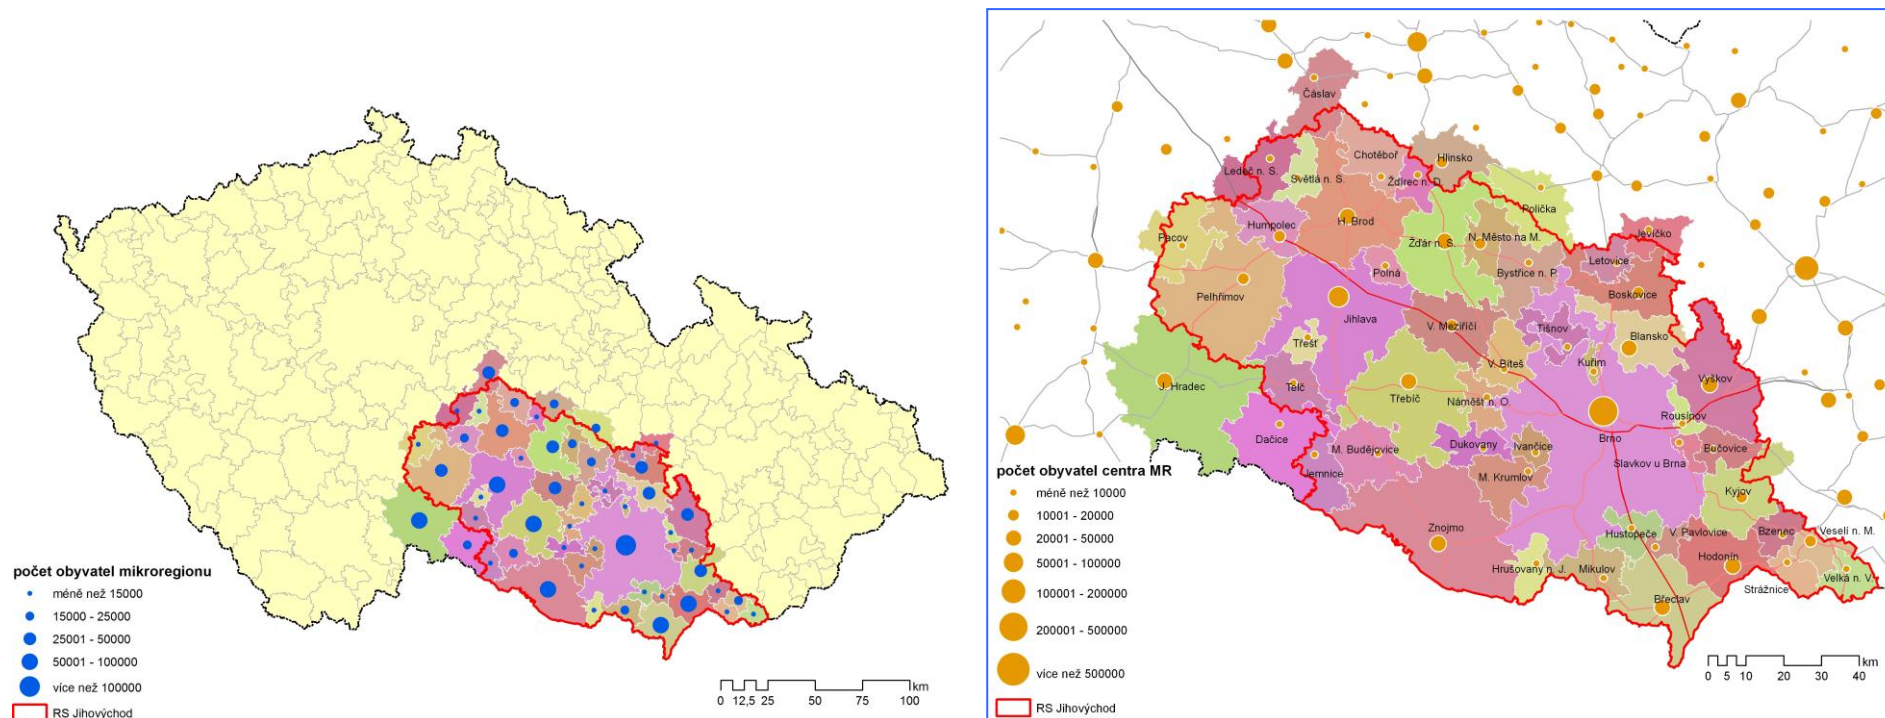 počet obyvatel mikroregionu
méně než 15000
15000 - 25000
25001 - 50000
50001 - 100000
více než 100000
RS Jihovýchod
0 12,5 25 50 75 100
km
Čáslav
Chotěboř
Hlinsko
Ledeč n. S.
Světlá n. S.
Ždírec n. D.
Polička
H. Brod
Humpolec
Jevíčko
Pacov
Žďár n. S.
N. Město na M.
Letovice
Polná
Bystřice n. P.
Pelhřimov
Boskovice
Jihlava
V. Meziříčí
Tišnov
Blansko
Třešť
V. Bíteš
Kuřim
J. Hradec
Telč
Vyškov
Třebíč
Náměšť n. O.
Rousínov
Dačice
Brno
M. Budějovice
Dukovany
Ivančice
Bučovice
Slavkov u Brna
Jemnice
M. Krumlov
Kyjov
Znojmo
Hustopeče
V. Pavlovice
Bzenec
Veselí n. M.
Hodonín
Hrušovany n. J.
Mikulov
Velká n. V.
Strážnice
Břeclav
počet obyvatel centra MR
méně než 10000
10001 - 20000
20001 - 50000
50001 - 100000
100001 - 200000
200001 - 500000
více než 500000
RS Jihovýchod
km
0 5 10 20 30 40